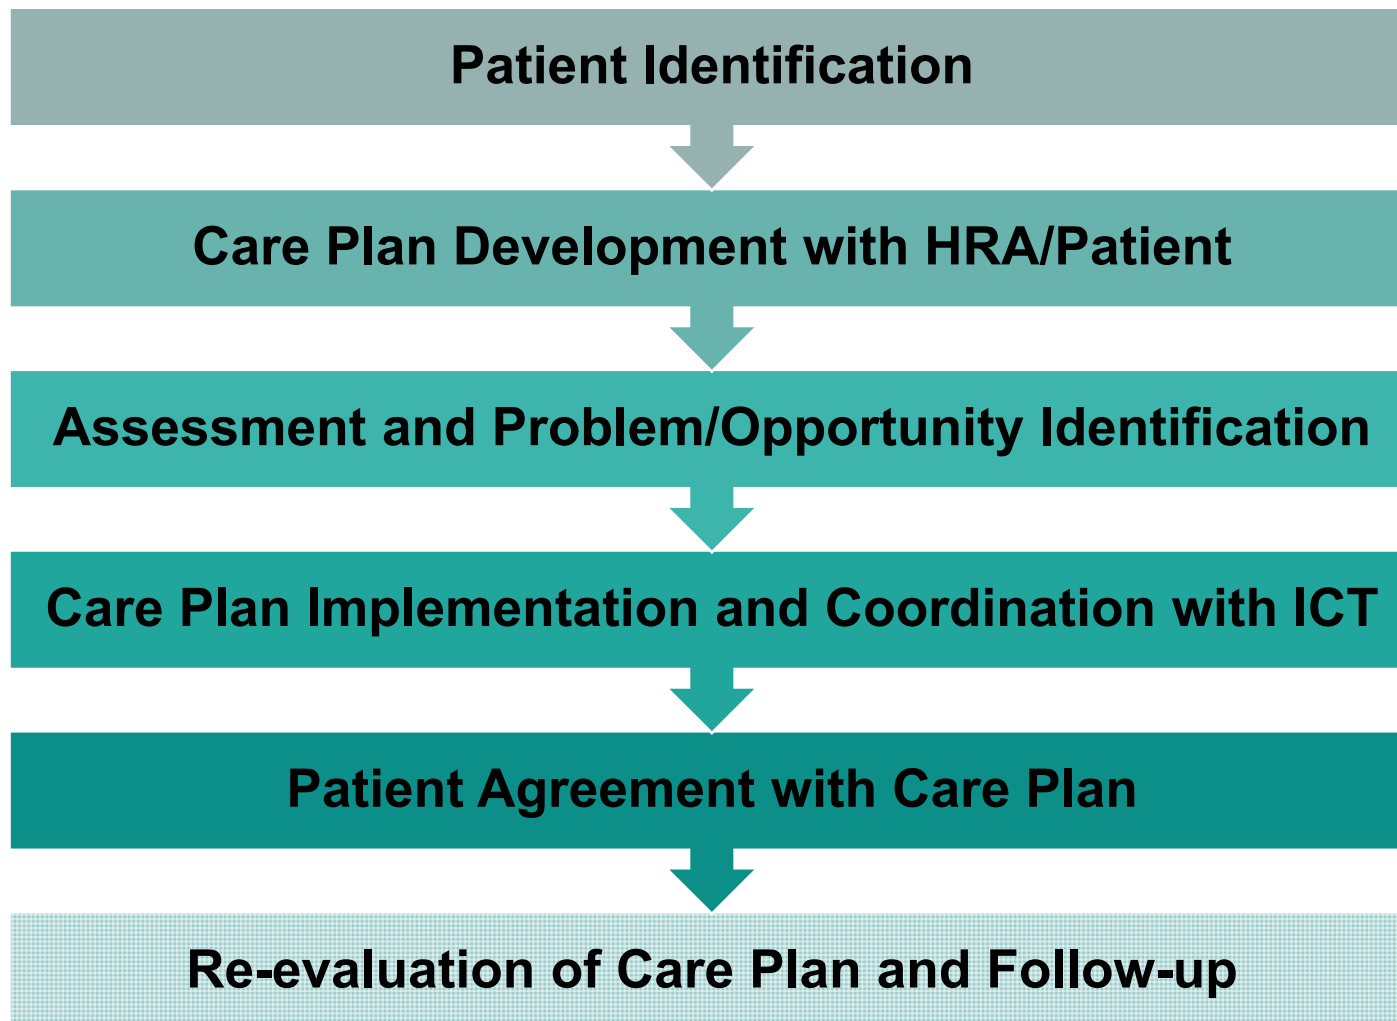 Patient Identification
Care Plan Development with HRA/Patient
Assessment and Problem/Opportunity Identification
Care Plan Implementation and Coordination with ICT
Patient Agreement with Care Plan
Re-evaluation of Care Plan and Follow-up